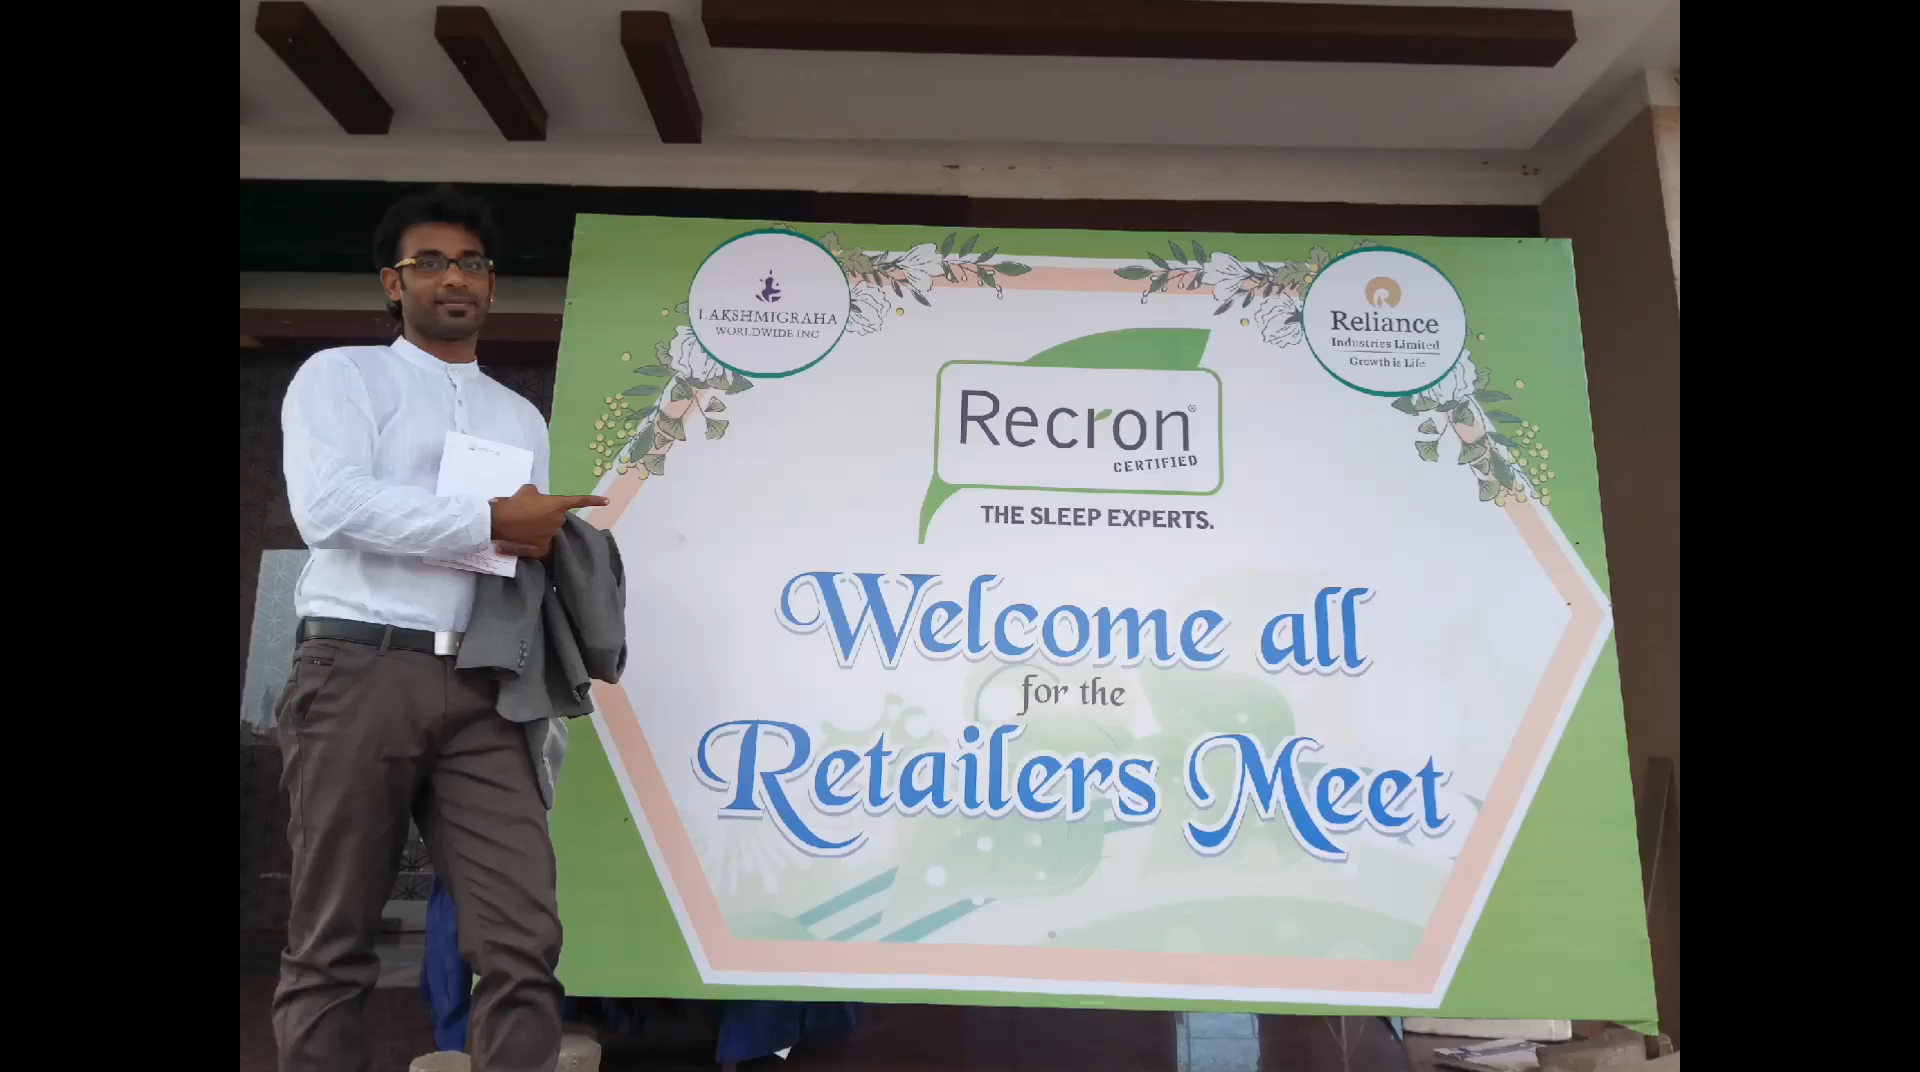 LAKSHMIGRAHA
WORLDWIDE INC
Reliance
Industries Limited
Growth is Life
Recron®
CERTIFIED
THE SLEEP EXPERTS.
Welcome all
for the
Retailers Meet